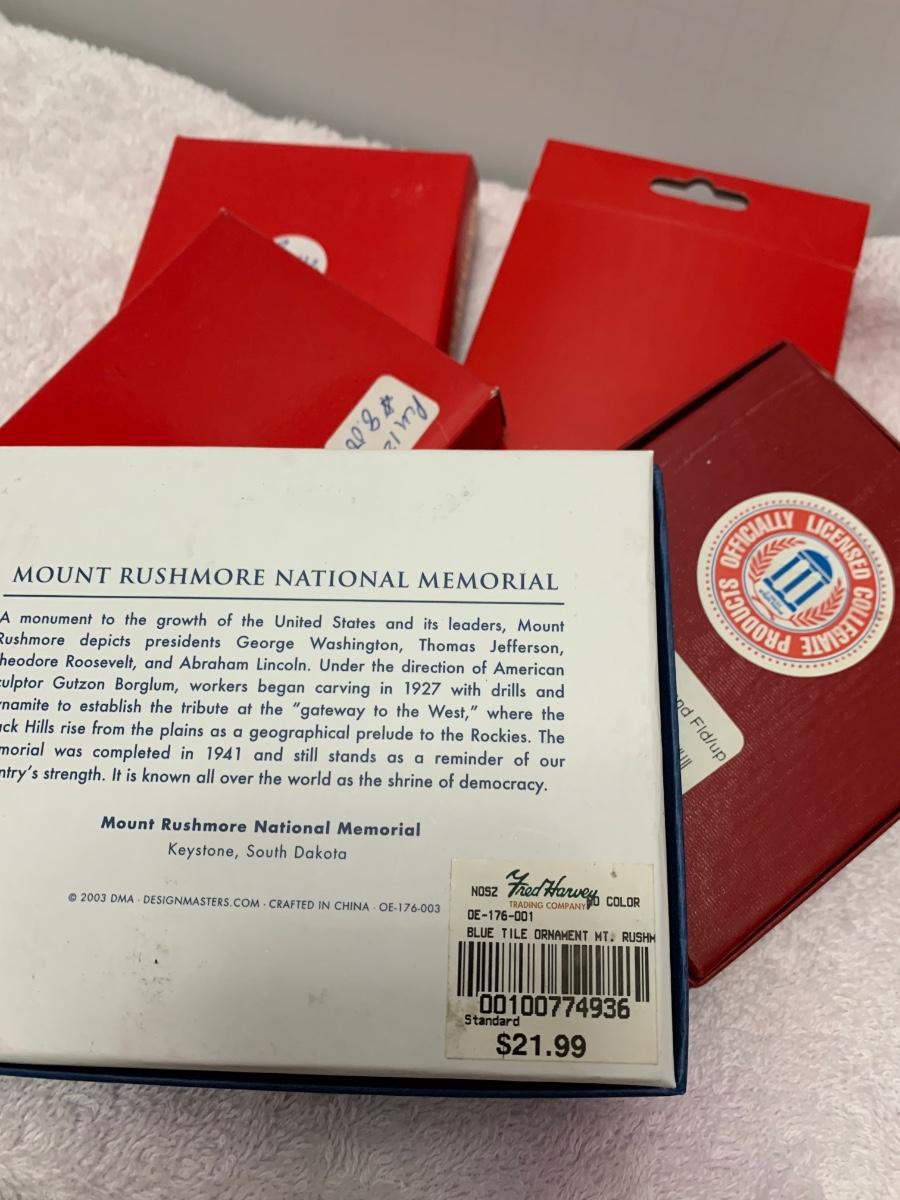 $8.00
OFFICIALLY LICENSED COLLEGIATE PRODUCTS
nd Fld/up
MOUNT RUSHMORE NATIONAL MEMORIAL
A monument to the growth of the United States and its leaders, Mount
Rushmore depicts presidents George Washington, Thomas Jefferson,
heodore Roosevelt, and Abraham Lincoln. Under the direction of American
ulptor Gutzon Borglum, workers began carving in 1927 with drills and
namite to establish the tribute at the “gateway to the West,” where the
ack Hills rise from the plains as a geographical prelude to the Rockies. The
morial was completed in 1941 and still stands as a reminder of our
ntry’s strength. It is known all over the world as the shrine of democracy.
Mount Rushmore National Memorial
Keystone, South Dakota
© 2003 DMA · DESIGNMASTERS.COM · CRAFTED IN CHINA · OE-176-003
NOSZ Fred Harvey NO COLOR
TRADING COMPANY
OE-176-001
BLUE TILE ORNAMENT MT. RUSHM
00100774936
Standard
$21.99